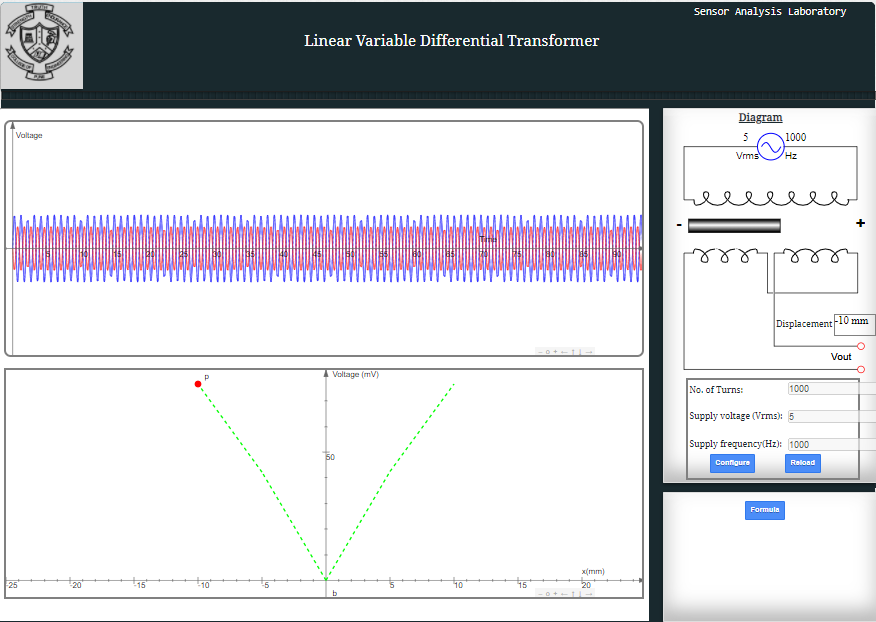 Sensor Analysis Laboratory
Linear Variable Differential Transformer
Voltage
Time
5 10 15 20 25 30 35 40 45 50 55 60 65 70 75 80 85 90
- o + ← ↑ ↓ →
P
Voltage (mV)
50
x(mm)
-25 -20 -15 -10 -5 5 10 15 20
b
- o + ← ↑ ↓ →
Diagram
5 1000
Vrms Hz
- +
Displacement -10 mm
Vout
No. of Turns: 1000
Supply voltage (Vrms): 5
Supply frequency(Hz): 1000
Configure Reload
Formula